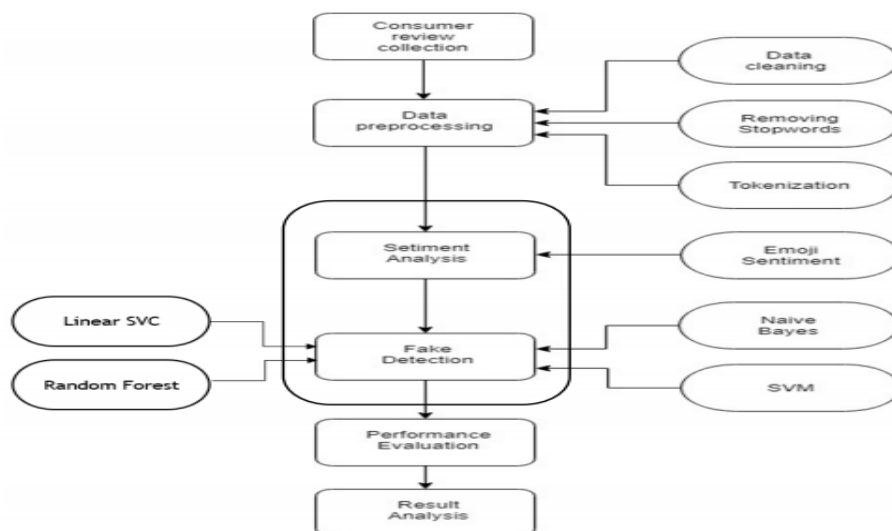 Consumer
review
collection
Data
cleaning
Data
preprocessing
Removing
Stopwords
Tokenization
Setiment
Analysis
Emoji
Sentiment
Linear SVC
Naive
Bayes
Fake
Detection
Random Forest
SVM
Performance
Evaluation
Result
Analysis